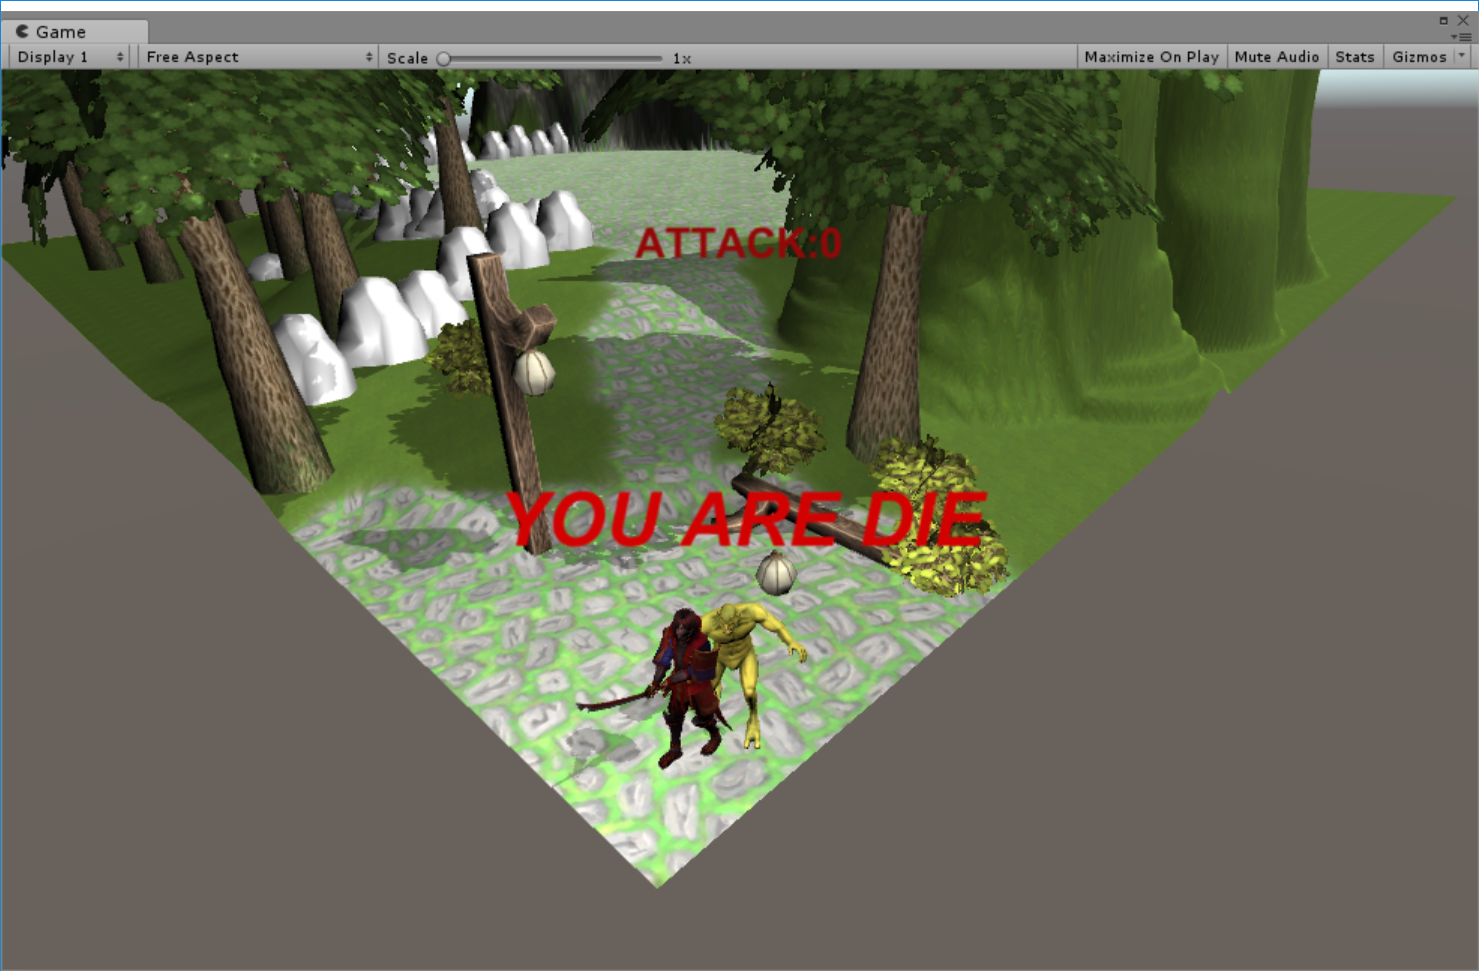 Game
Display 1 Free Aspect Scale 1x Maximize On Play Mute Audio Stats Gizmos
ATTACK:0
YOU ARE DIE